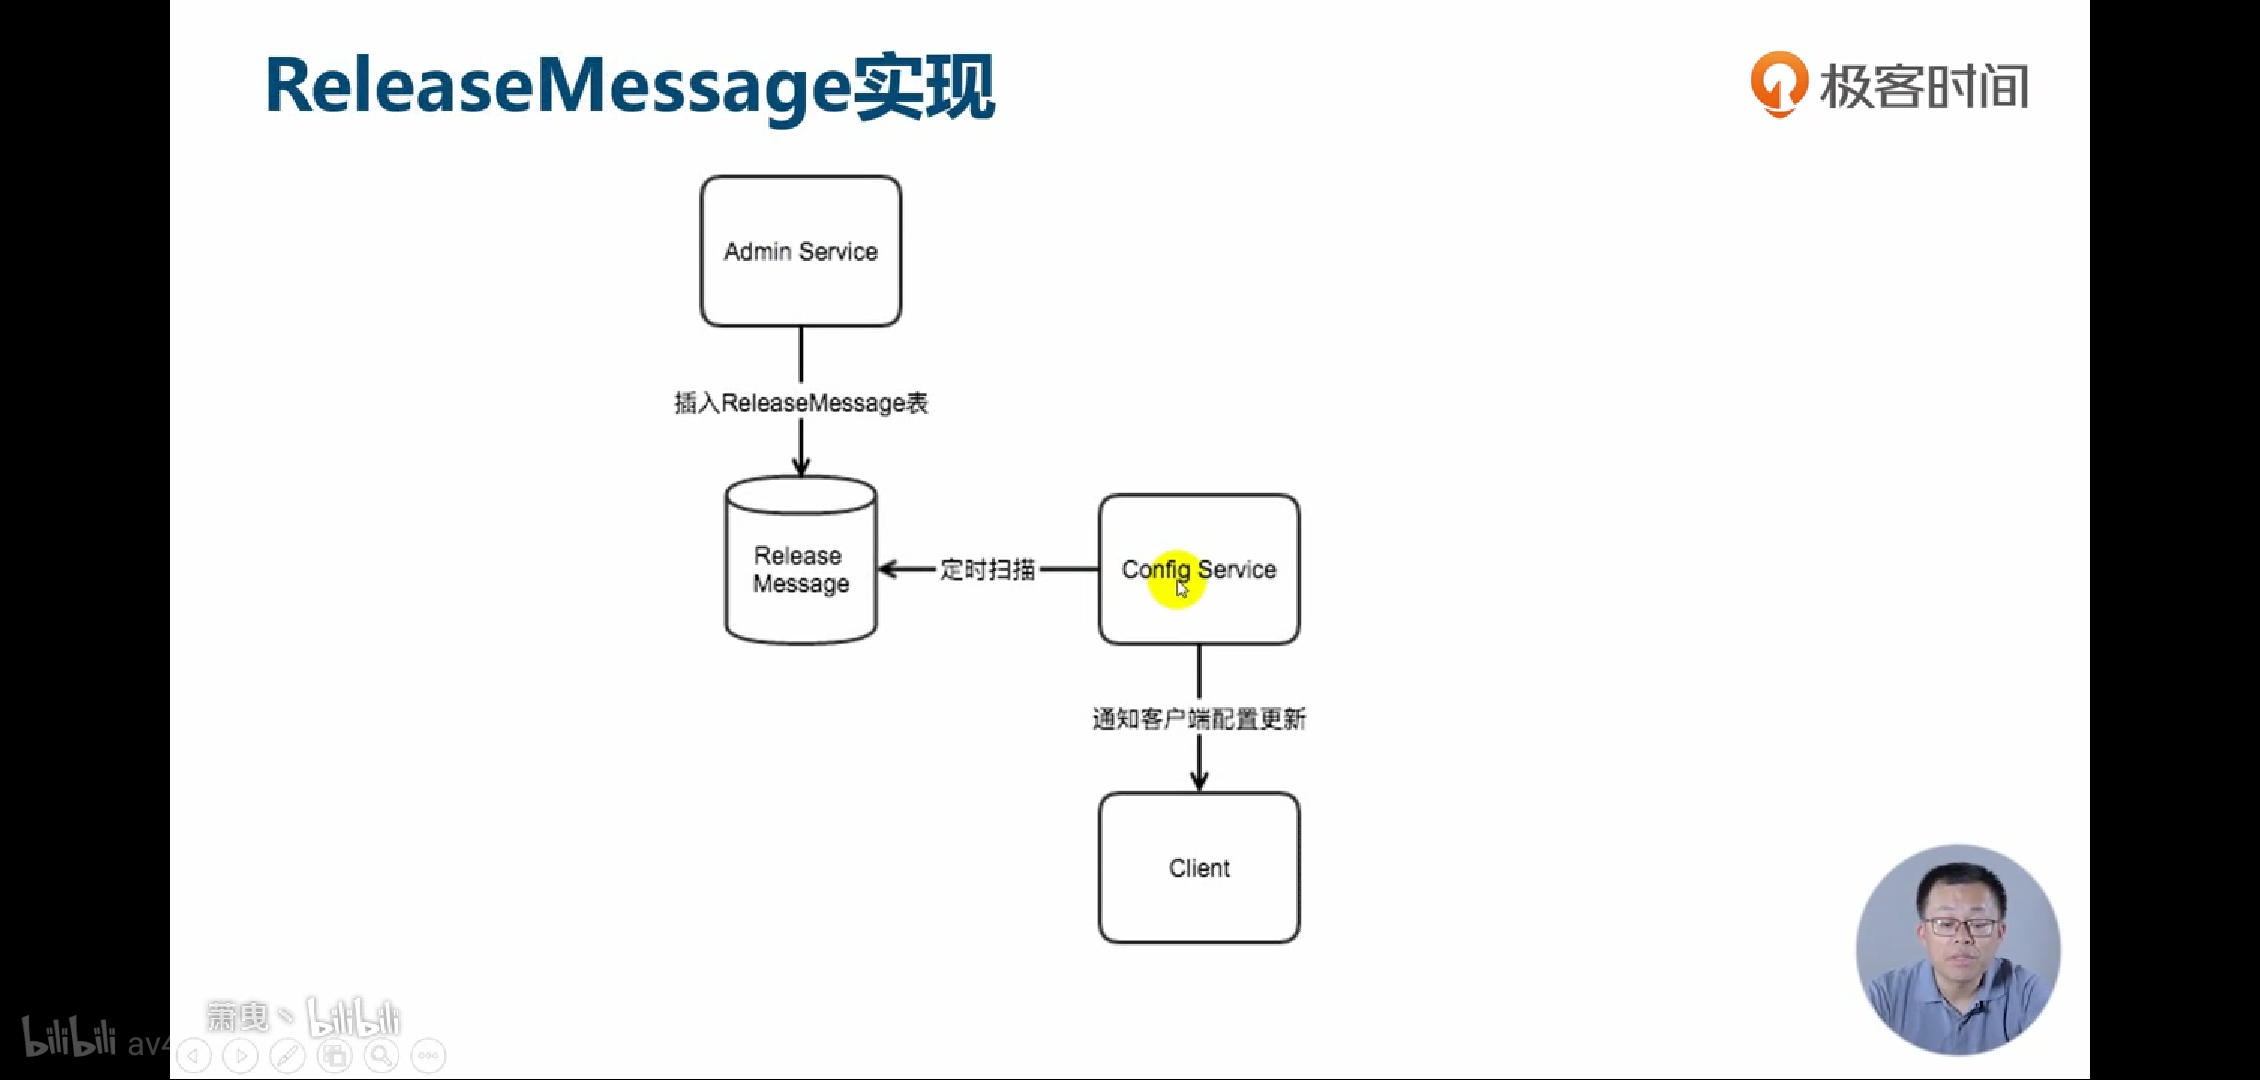 ReleaseMessage实现
极客时间
Admin Service
插入ReleaseMessage表
Release
Message
定时扫描
Config Service
通知客户端配置更新
Client
萧曳丶 bilibili
bilibili av4